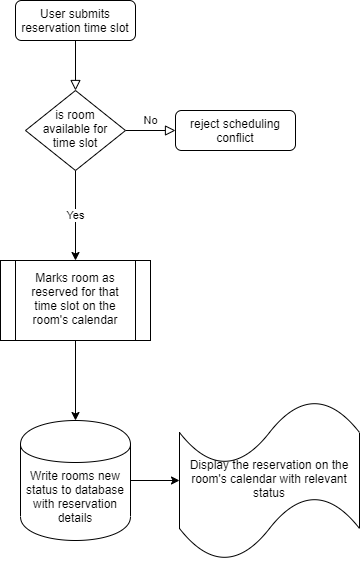 User submits
reservation time slot
is room
available for
time slot
No
reject scheduling
conflict
Yes
Marks room as
reserved for that
time slot on the
room's calendar
Write rooms new
status to database
with reservation
details
Display the reservation on the
room's calendar with relevant
status